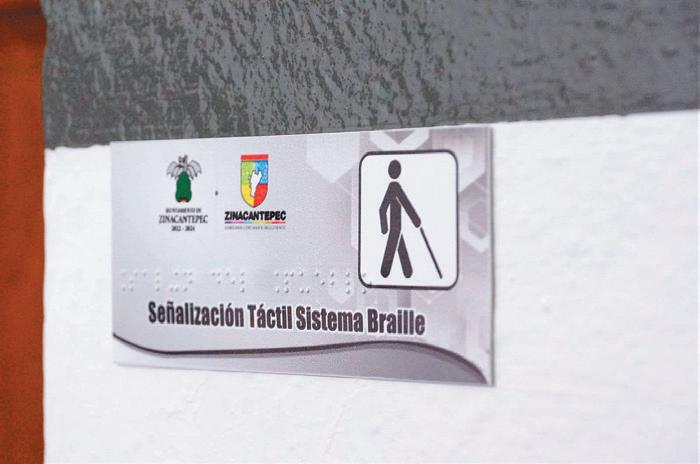 AYUNTAMIENTO DE
ZINACANTEPEC
2022 - 2024
ZINACANTEPEC
Señalización Táctil Sistema Braille